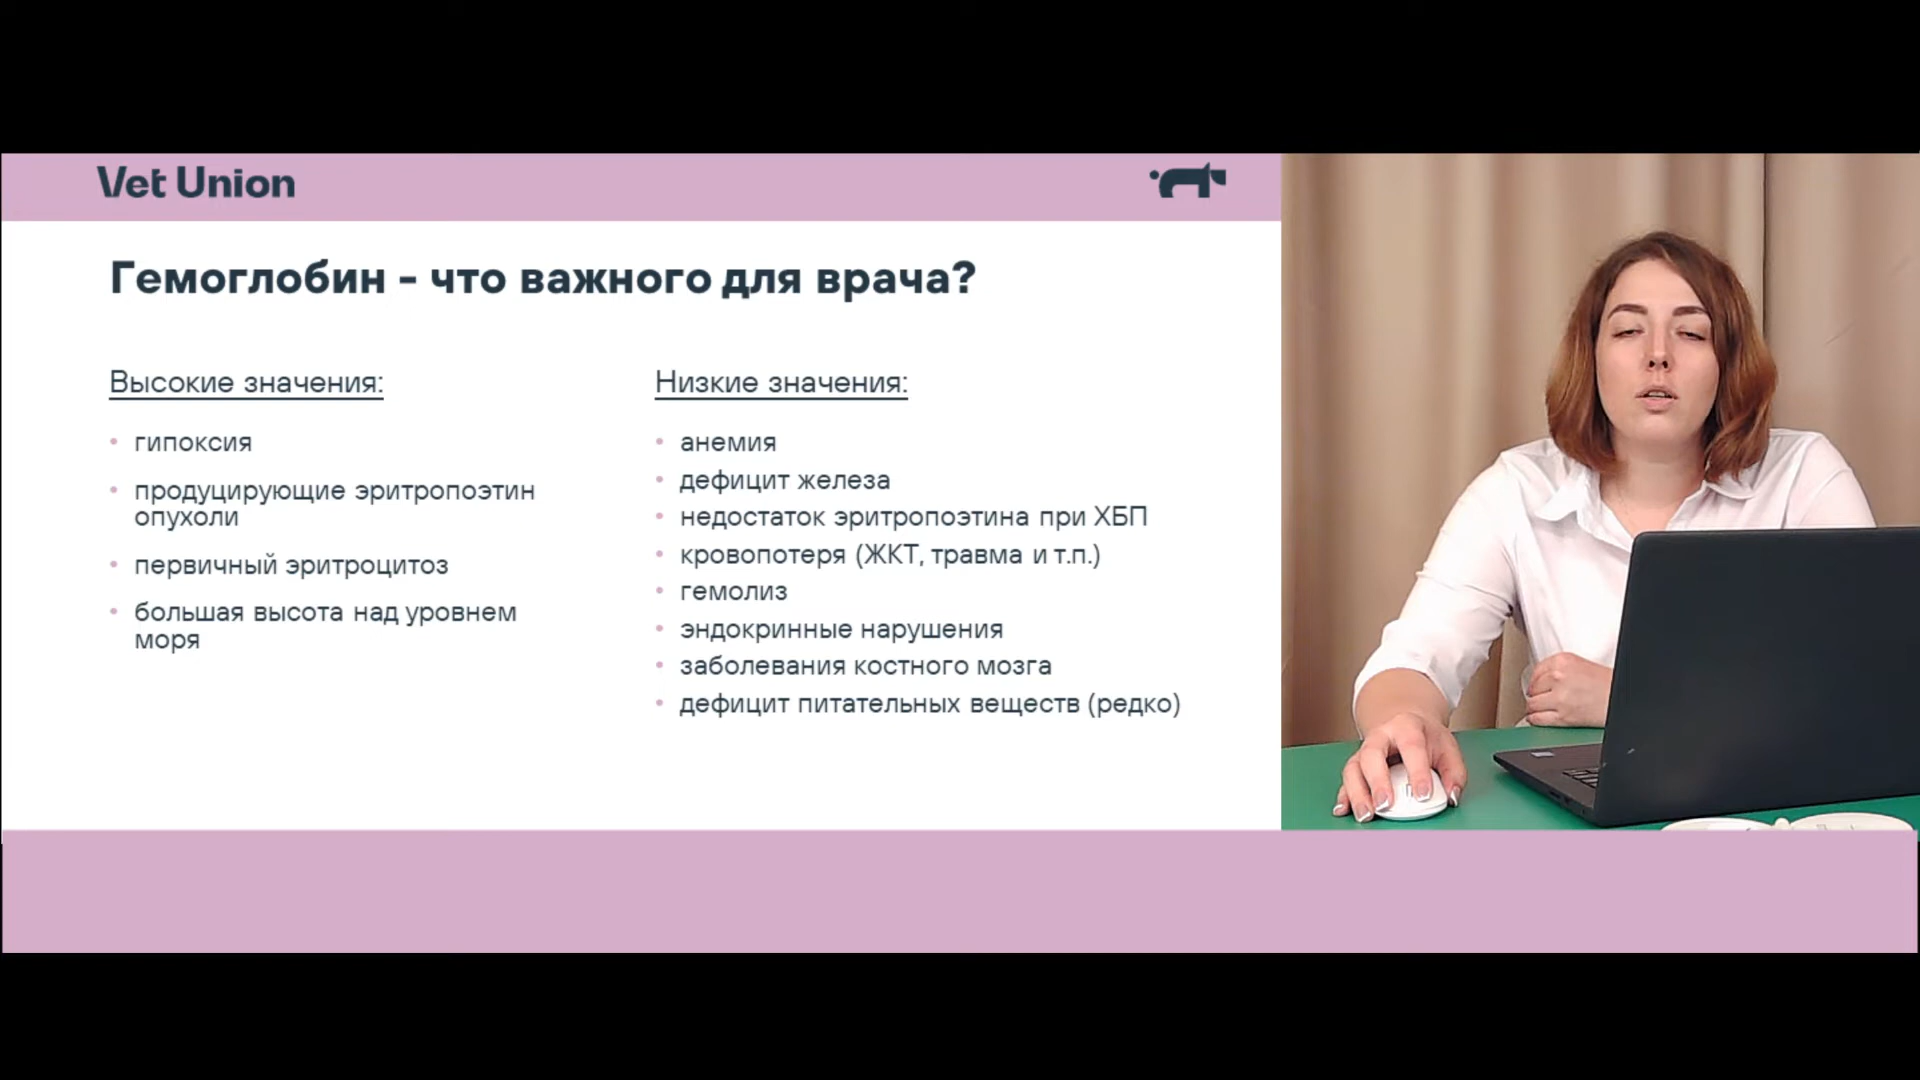 Vet Union
Гемоглобин - что важного для врача?
Высокие значения:
• гипоксия
• продуцирующие эритропоэтин
опухоли
• первичный эритроцитоз
• большая высота над уровнем
моря
Низкие значения:
• анемия
• дефицит железа
• недостаток эритропоэтина при ХБП
• кровопотеря (ЖКТ, травма и т.п.)
• гемолиз
• эндокринные нарушения
• заболевания костного мозга
• дефицит питательных веществ (редко)